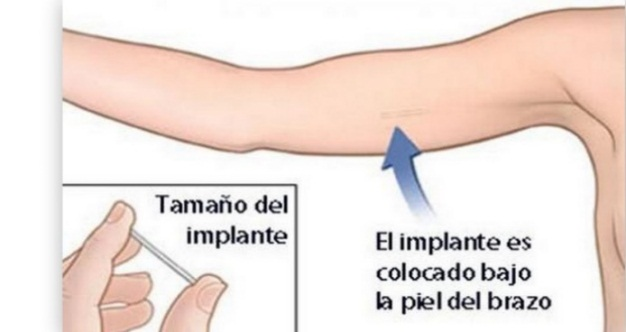 Tamaño del
implante
El implante es
colocado bajo
la piel del brazo